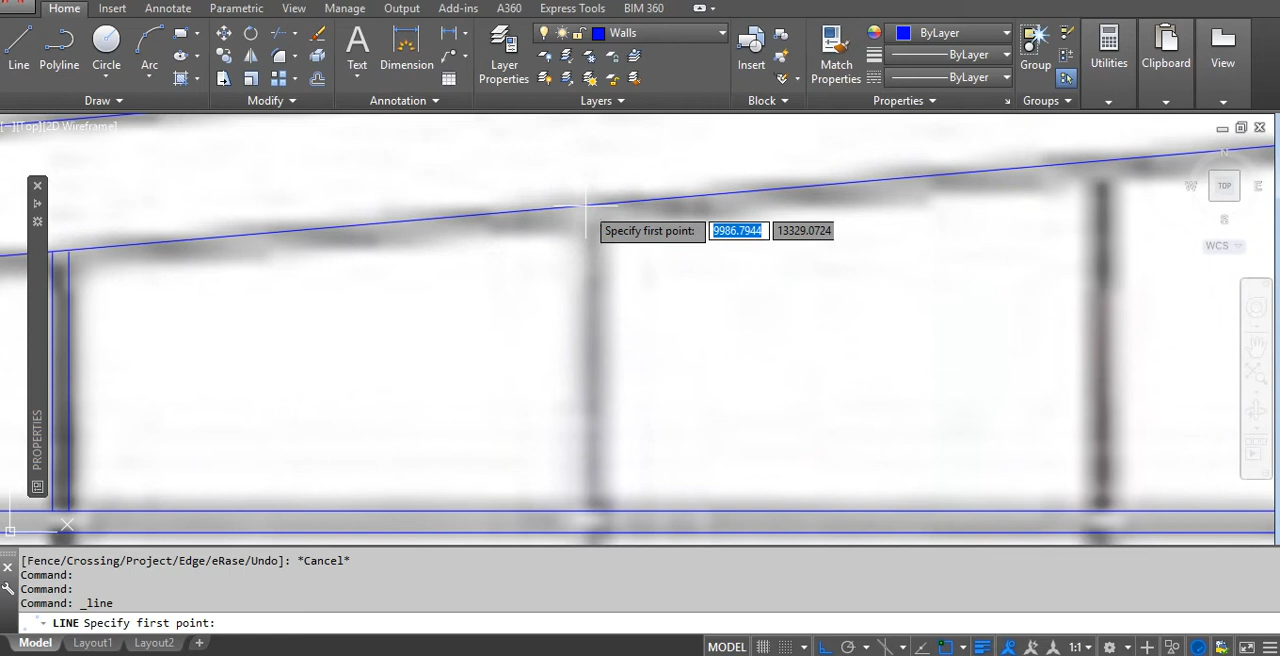 Home Insert Annotate Parametric View Manage Output Add-ins A360 Express Tools BIM 360
Line Polyline Circle Arc
Text Dimension
Layer Properties
Walls
Insert
Match Properties
ByLayer
ByLayer
ByLayer
Group
Utilities Clipboard View
Draw Modify Annotation Layers Block Properties Groups
[−][Top][2D Wireframe]
N
W TOP E
S
WCS
Specify first point: 9986.7944 13329.0724
PROPERTIES
[Fence/Crossing/Project/Edge/eRase/Undo]: *Cancel*
Command:
Command:
Command: _line
LINE Specify first point:
Model Layout1 Layout2 +
MODEL 1:1